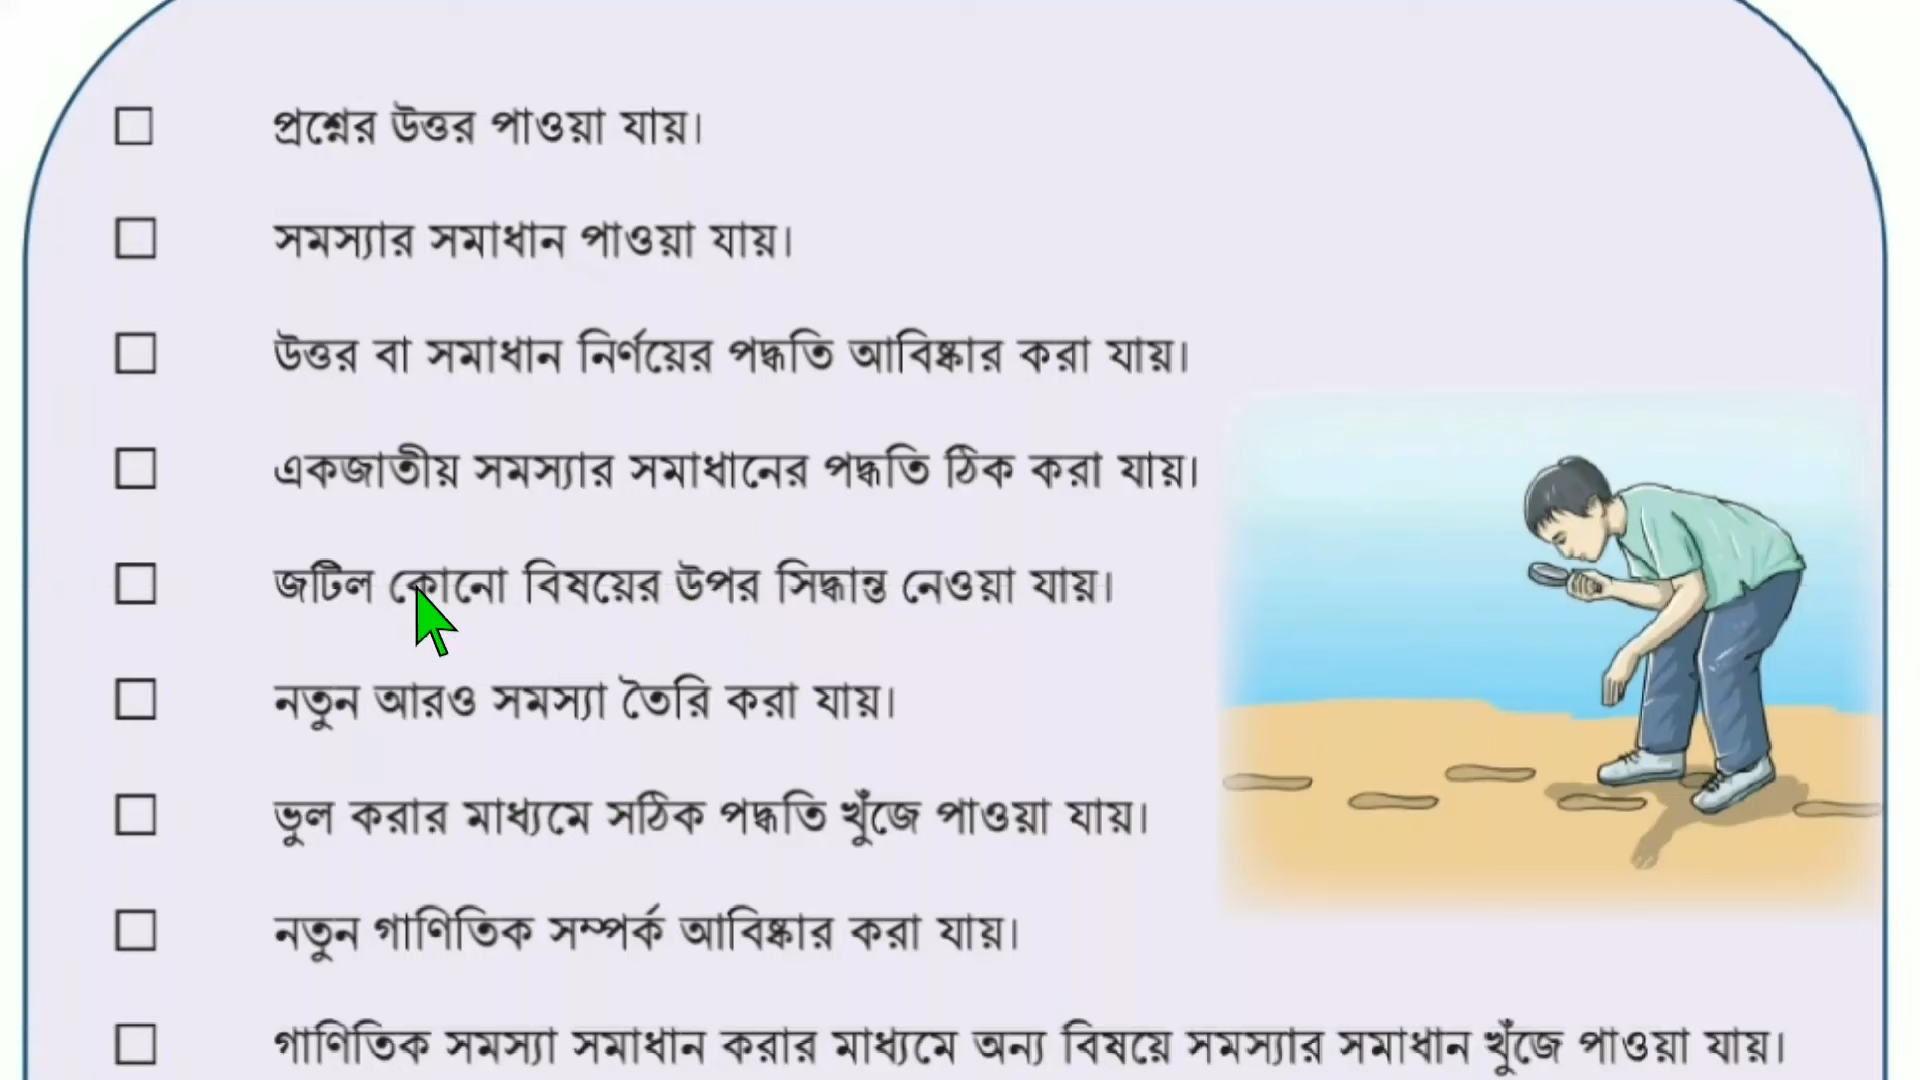 প্রশ্নের উত্তর পাওয়া যায়।
সমস্যার সমাধান পাওয়া যায়।
উত্তর বা সমাধান নির্ণয়ের পদ্ধতি আবিষ্কার করা যায়।
একজাতীয় সমস্যার সমাধানের পদ্ধতি ঠিক করা যায়।
জটিল কোনো বিষয়ের উপর সিদ্ধান্ত নেওয়া যায়।
নতুন আরও সমস্যা তৈরি করা যায়।
ভুল করার মাধ্যমে সঠিক পদ্ধতি খুঁজে পাওয়া যায়।
নতুন গাণিতিক সম্পর্ক আবিষ্কার করা যায়।
গাণিতিক সমস্যা সমাধান করার মাধ্যমে অন্য বিষয়ে সমস্যার সমাধান খুঁজে পাওয়া যায়।